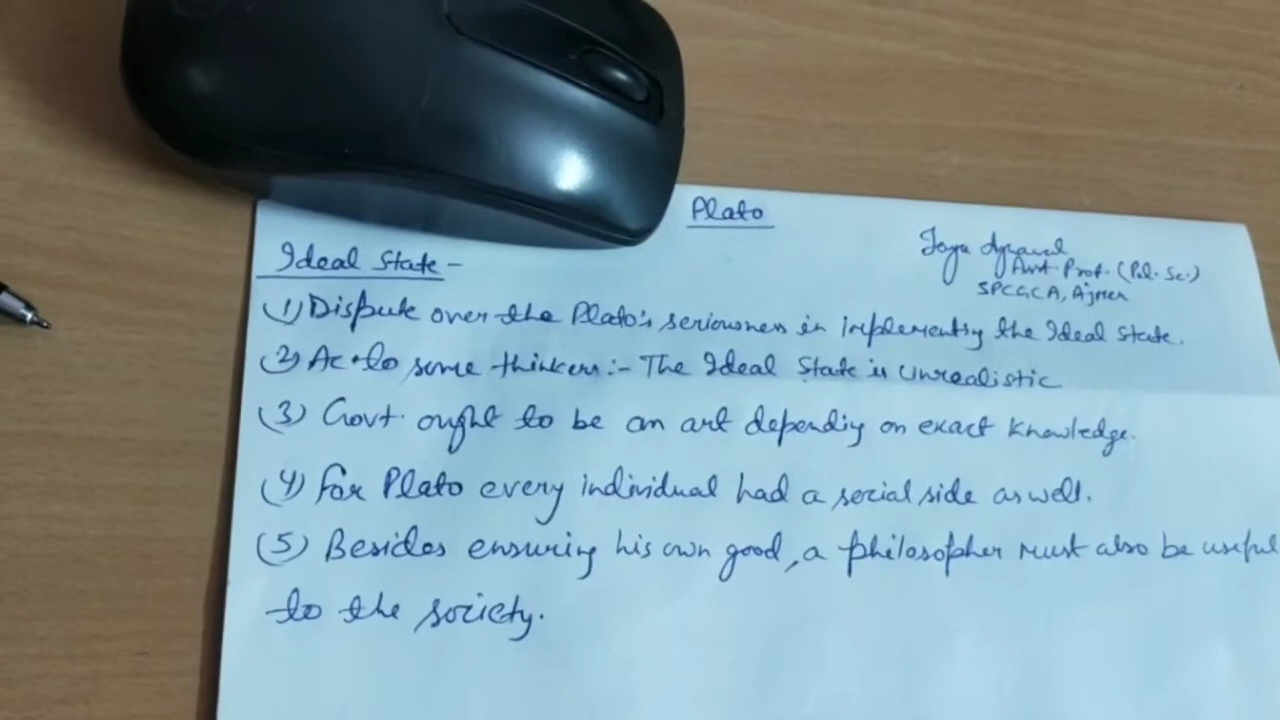 Plato
Joya Agrawal
Asst. Prof. (Pol. Sc.)
SPCGCA, Ajmer
Ideal State -
(1) Dispute over the Plato's seriousness in implementing the Ideal State.
(2) Ac. to some thinkers :- The Ideal State is Unrealistic
(3) Govt. ought to be an art depending on exact knowledge.
(4) For Plato every individual had a social side as well.
(5) Besides ensuring his own good, a philosopher must also be useful
to the society.